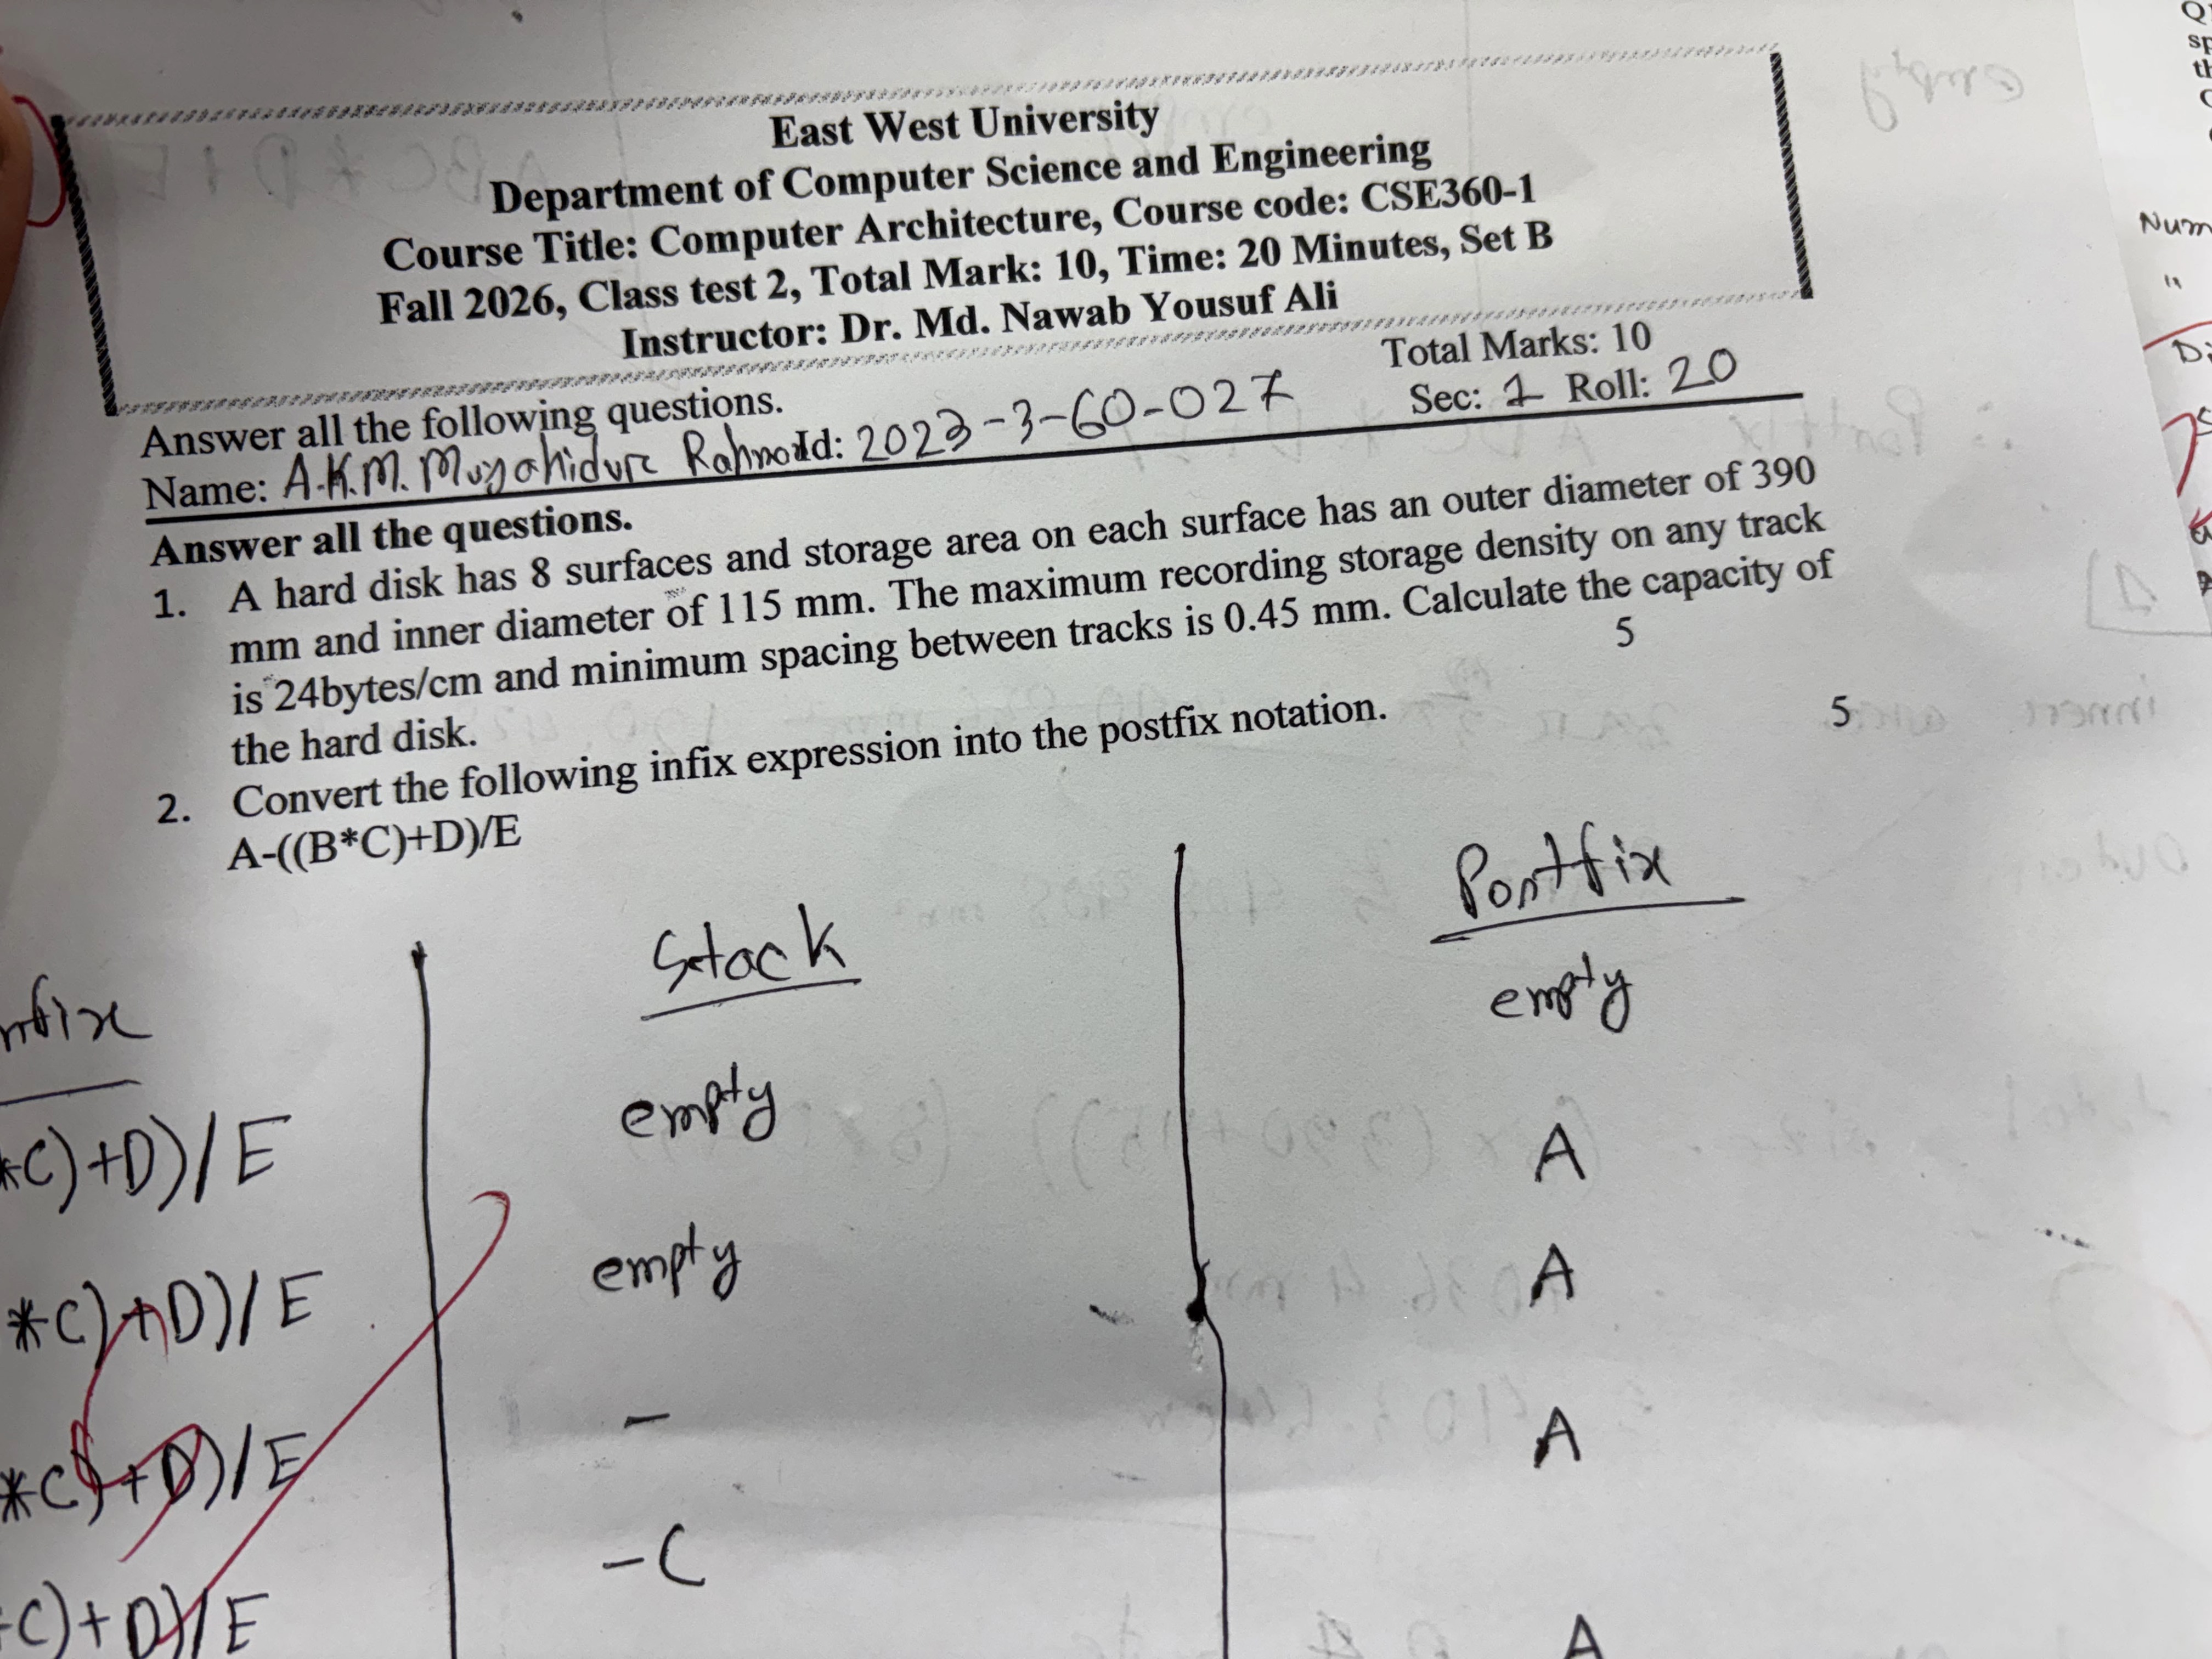 East West University
Department of Computer Science and Engineering
Course Title: Computer Architecture, Course code: CSE360-1
Fall 2026, Class test 2, Total Mark: 10, Time: 20 Minutes, Set B
Instructor: Dr. Md. Nawab Yousuf Ali
Total Marks: 10
Answer all the following questions.
Sec: 1 Roll: 20
Name: A.K.M. Id: 2023-3-60-027
Answer all the questions.
1. A hard disk has 8 surfaces and storage area on each surface has an outer diameter of 390
mm and inner diameter of 115 mm. The maximum recording storage density on any track
is 24bytes/cm and minimum spacing between tracks is 0.45 mm. Calculate the capacity of
the hard disk. 5
2. Convert the following infix expression into the postfix notation. 5
A-((B*C)+D)/E
Stack
Postfix
empty
empty
*C)+D)/E
A
empty
*C)+D)/E
A
-
*C)+D)/E
A
-(
C)+D)/E
A
Num